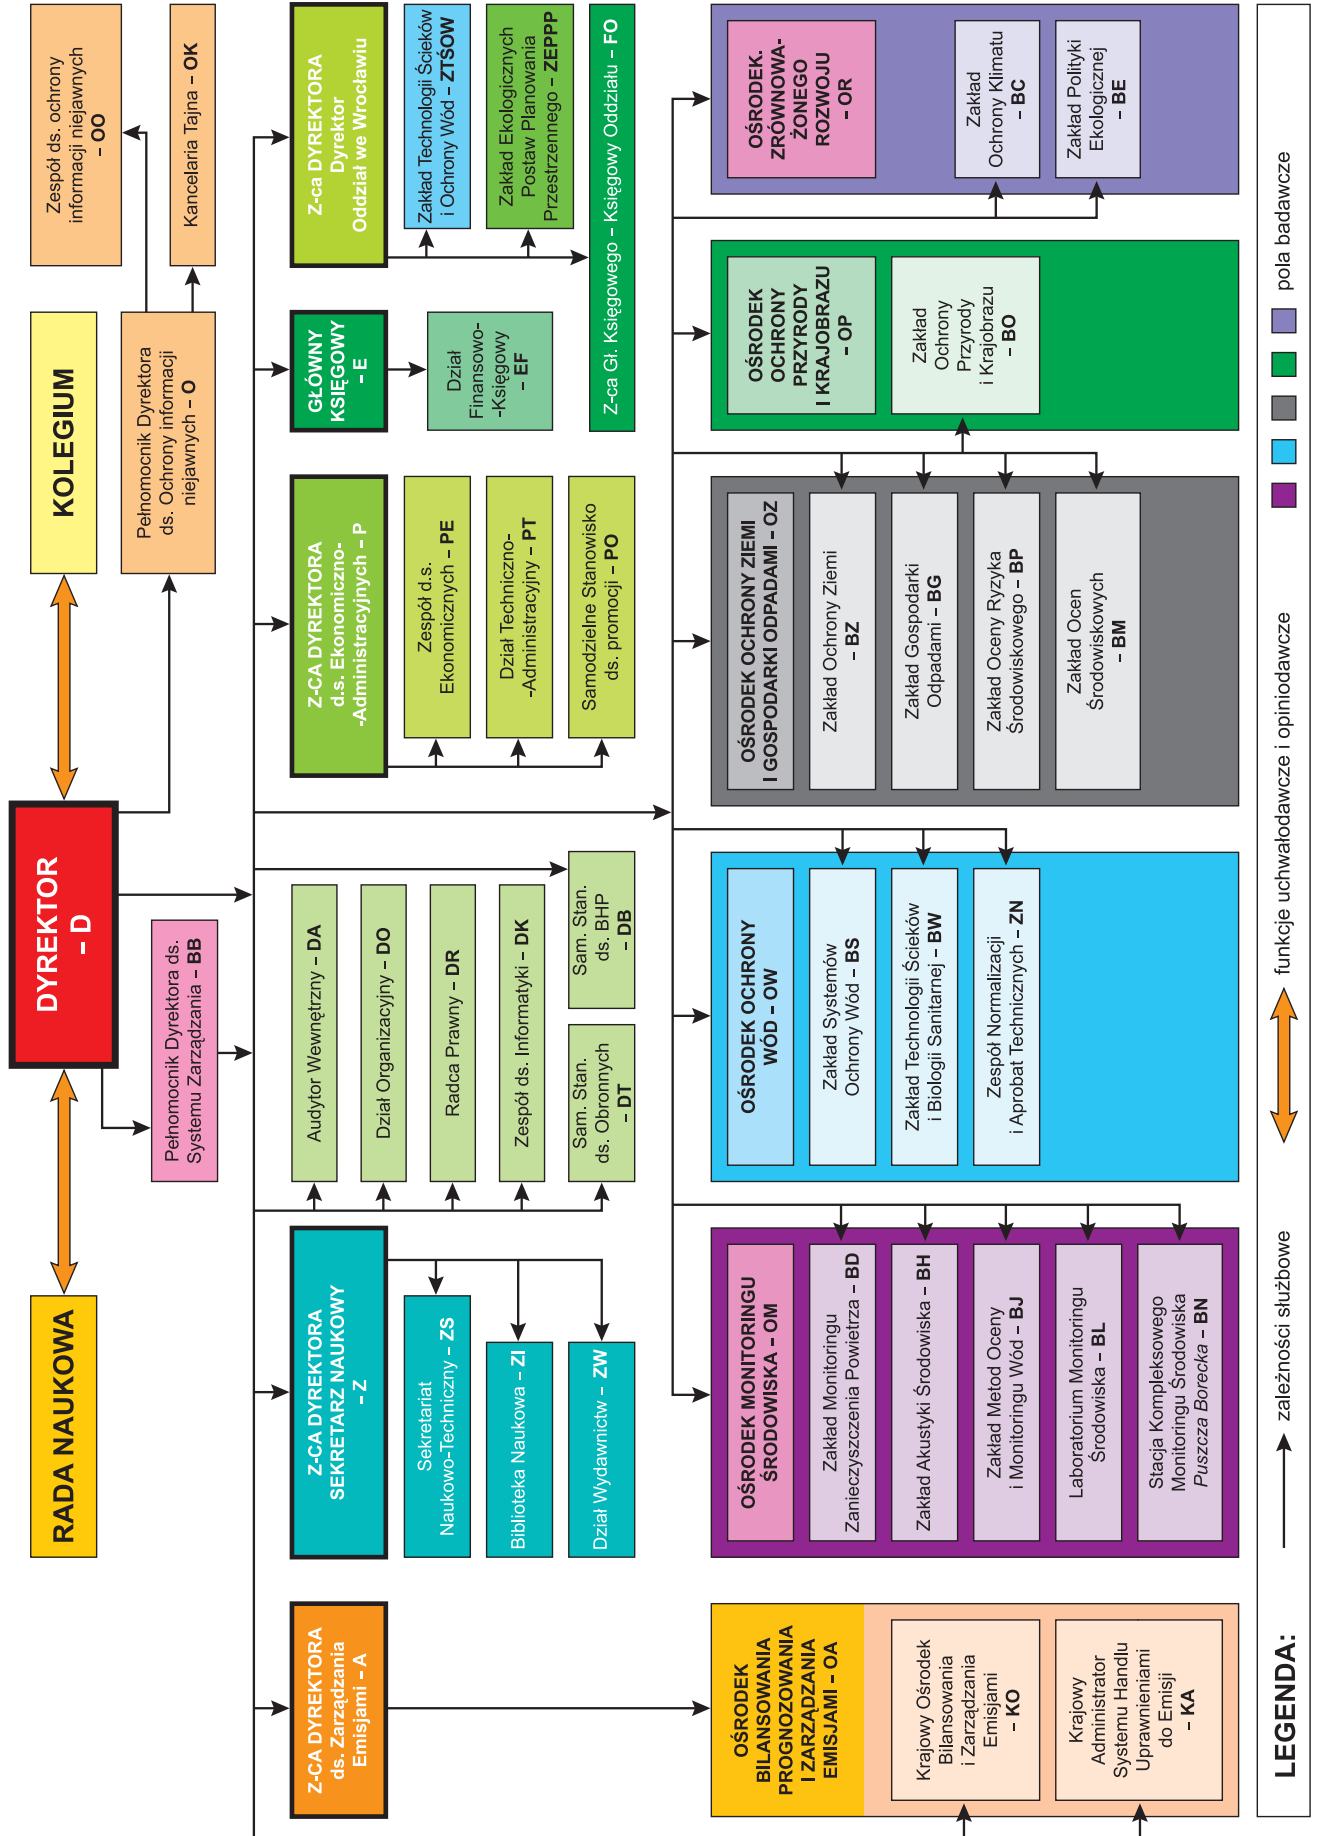 RADA NAUKOWA
DYREKTOR
– D
KOLEGIUM
Zespół ds. ochrony
informacji niejawnych
– OO
Pełnomocnik Dyrektora ds.
Systemu Zarządzania – BB
Pełnomocnik Dyrektora
ds. Ochrony informacji
niejawnych – O
Kancelaria Tajna – OK
Z-CA DYREKTORA
ds. Zarządzania
Emisjami – A
Z-CA DYREKTORA
SEKRETARZ NAUKOWY
– Z
Sekretariat
Naukowo-Techniczny – ZS
Biblioteka Naukowa – ZI
Dział Wydawnictw – ZW
Audytor Wewnętrzny – DA
Dział Organizacyjny – DO
Radca Prawny – DR
Zespół ds. Informatyki – DK
Sam. Stan.
ds. Obronnych
– DT
Sam. Stan.
ds. BHP
– DB
Z-CA DYREKTORA
d.s. Ekonomiczno-
-Administracyjnych – P
Zespół d.s.
Ekonomicznych – PE
Dział Techniczno-
-Administracyjny – PT
Samodzielne Stanowisko
ds. promocji – PO
GŁÓWNY
KSIĘGOWY
– E
Dział
Finansowo-
-Księgowy
– EF
Z-ca DYREKTORA
Dyrektor
Oddział we Wrocławiu
Zakład Technologii Ścieków
i Ochrony Wód – ZTŚOW
Zakład Ekologicznych
Postaw Planowania
Przestrzennego – ZEPPP
Z-ca Gł. Księgowego – Księgowy Oddziału – FO
OŚRODEK
BILANSOWANIA
PROGNOZOWANIA
I ZARZĄDZANIA
EMISJAMI – OA
Krajowy Ośrodek
Bilansowania
i Zarządzania
Emisjami
– KO
Krajowy
Administrator
Systemu Handlu
Uprawnieniami
do Emisji
– KA
OŚRODEK MONITORINGU
ŚRODOWISKA – OM
Zakład Monitoringu
Zanieczyszczenia Powietrza – BD
Zakład Akustyki Środowiska – BH
Zakład Metod Oceny
i Monitoringu Wód – BJ
Laboratorium Monitoringu
Środowiska – BL
Stacja Kompleksowego
Monitoringu Środowiska
Puszcza Borecka – BN
OŚRODEK OCHRONY
WÓD – OW
Zakład Systemów
Ochrony Wód – BS
Zakład Technologii Ścieków
i Biologii Sanitarnej – BW
Zespół Normalizacji
i Aprobat Technicznych – ZN
OŚRODEK OCHRONY ZIEMI
I GOSPODARKI ODPADAMI – OZ
Zakład Ochrony Ziemi
– BZ
Zakład Gospodarki
Odpadami – BG
Zakład Oceny Ryzyka
Środowiskowego – BP
Zakład Ocen
Środowiskowych
– BM
OŚRODEK
OCHRONY
PRZYRODY
I KRAJOBRAZU
– OP
Zakład
Ochrony
Przyrody
i Krajobrazu
– BO
OŚRODEK.
ZRÓWNOWA-
ŻONEGO
ROZWOJU
– OR
Zakład
Ochrony Klimatu
– BC
Zakład Polityki
Ekologicznej
– BE
LEGENDA:
zależności służbowe
funkcje uchwałodawcze i opiniodawcze
pola badawcze